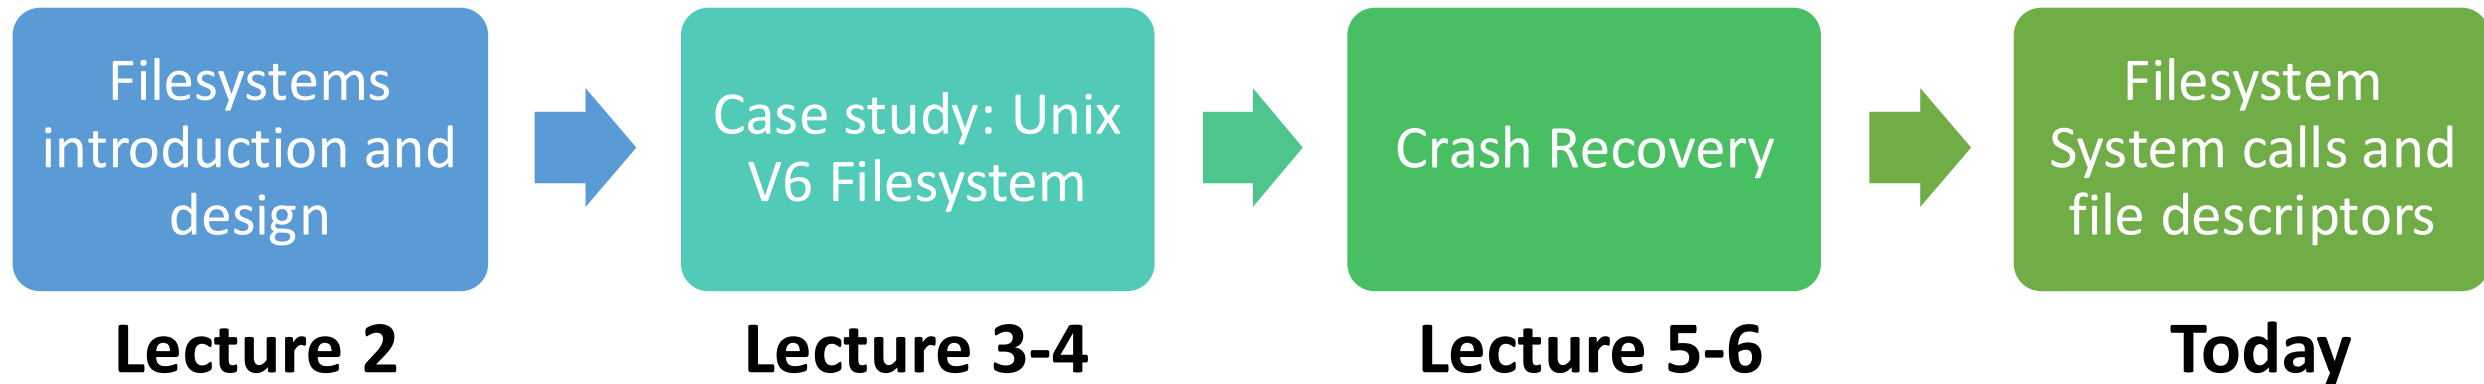 Filesystems
introduction and
design
Lecture 2
Case study: Unix
V6 Filesystem
Lecture 3-4
Crash Recovery
Lecture 5-6
Filesystem
System calls and
file descriptors
Today